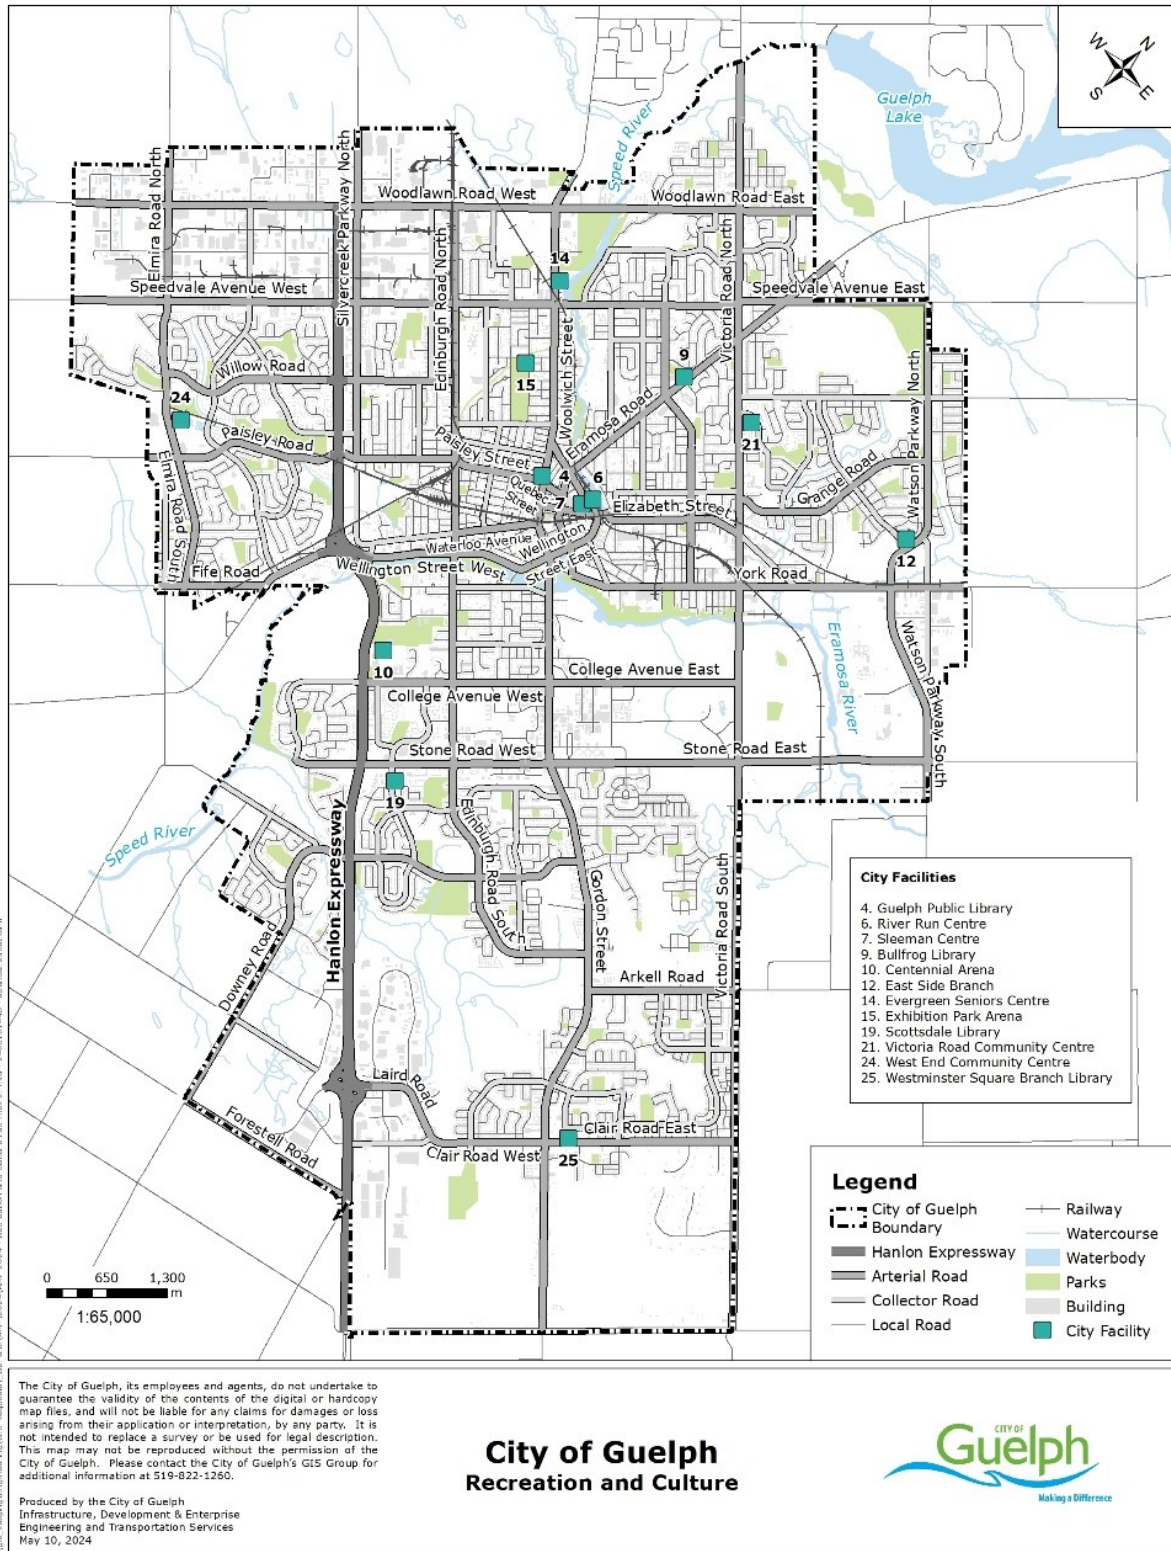 N
W
E
S
Guelph
Lake
Speed River
Woodlawn Road West
Woodlawn Road East
Elmira Road North
Silvercreek Parkway North
Edinburgh Road North
Victoria Road North
14
Speedvale Avenue West
Speedvale Avenue East
Woolwich Street
Willow Road
15
9
Watson Parkway North
24
Paisley Road
Paisley Street
Eramosa Road
21
Elmira Road South
4
6
Quebec
Street
7
Elizabeth Street
Grange Road
Waterloo Avenue
Wellington
Street East
12
Fife Road
Wellington Street West
York Road
Eramosa River
Watson Parkway South
10
College Avenue East
College Avenue West
Stone Road West
Stone Road East
19
Speed River
Hanlon Expressway
Edinburgh Road South
Gordon Street
Victoria Road South
Downey Road
Arkell Road
Laird Road
Forestell Road
Clair Road East
Clair Road West
25
City Facilities
4. Guelph Public Library
6. River Run Centre
7. Sleeman Centre
9. Bullfrog Library
10. Centennial Arena
12. East Side Branch
14. Evergreen Seniors Centre
15. Exhibition Park Arena
19. Scottsdale Library
21. Victoria Road Community Centre
24. West End Community Centre
25. Westminster Square Branch Library
Legend
City of Guelph
Boundary
Hanlon Expressway
Arterial Road
Collector Road
Local Road
Railway
Watercourse
Waterbody
Parks
Building
City Facility
0 650 1,300
m
1:65,000
The City of Guelph, its employees and agents, do not undertake to
guarantee the validity of the contents of the digital or hardcopy
map files, and will not be liable for any claims for damages or loss
arising from their application or interpretation, by any party. It is
not intended to replace a survey or be used for legal description.
This map may not be reproduced without the permission of the
City of Guelph. Please contact the City of Guelph's GIS Group for
additional information at 519-822-1260.
Produced by the City of Guelph
Infrastructure, Development & Enterprise
Engineering and Transportation Services
May 10, 2024
City of Guelph
Recreation and Culture
CITY OF
Guelph
Making a Difference